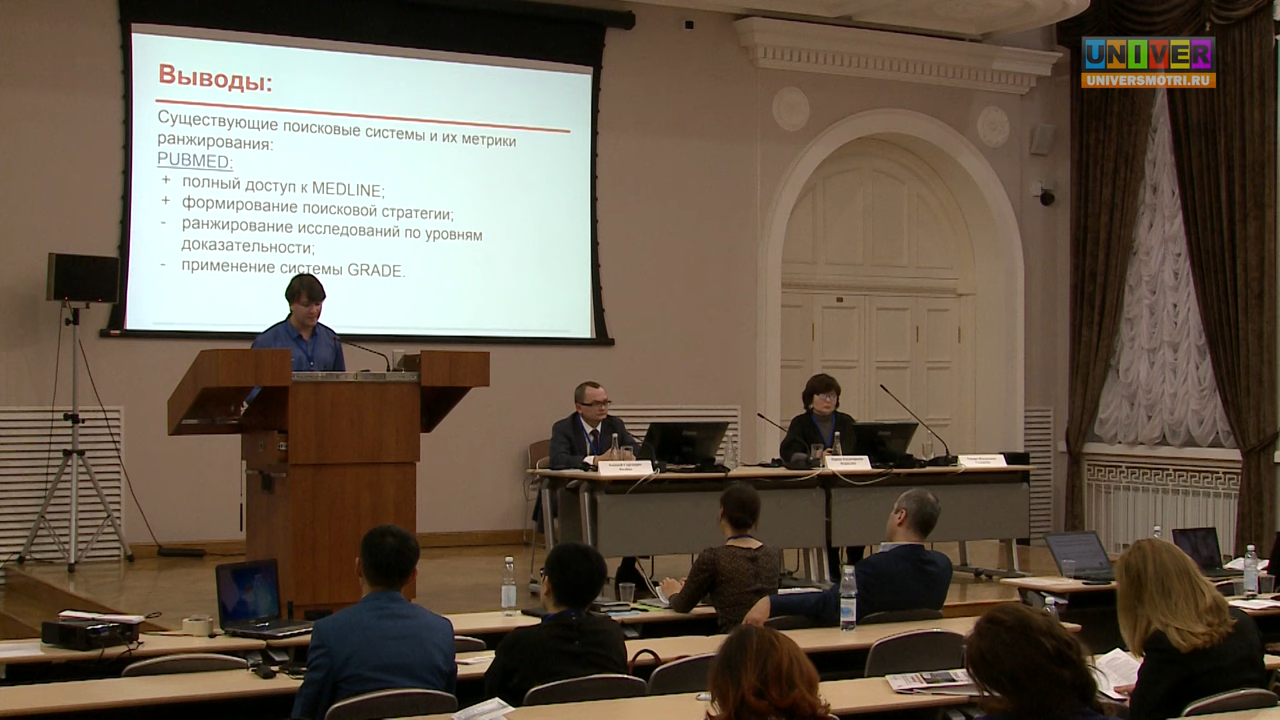 Выводы:
Существующие поисковые системы и их метрики
ранжирования:
PUBMED:
+ полный доступ к MEDLINE;
+ формирование поисковой стратегии;
- ранжирование исследований по уровням
доказательности;
- применение системы GRADE.
UNIVER
UNIVERSMOTRI.RU